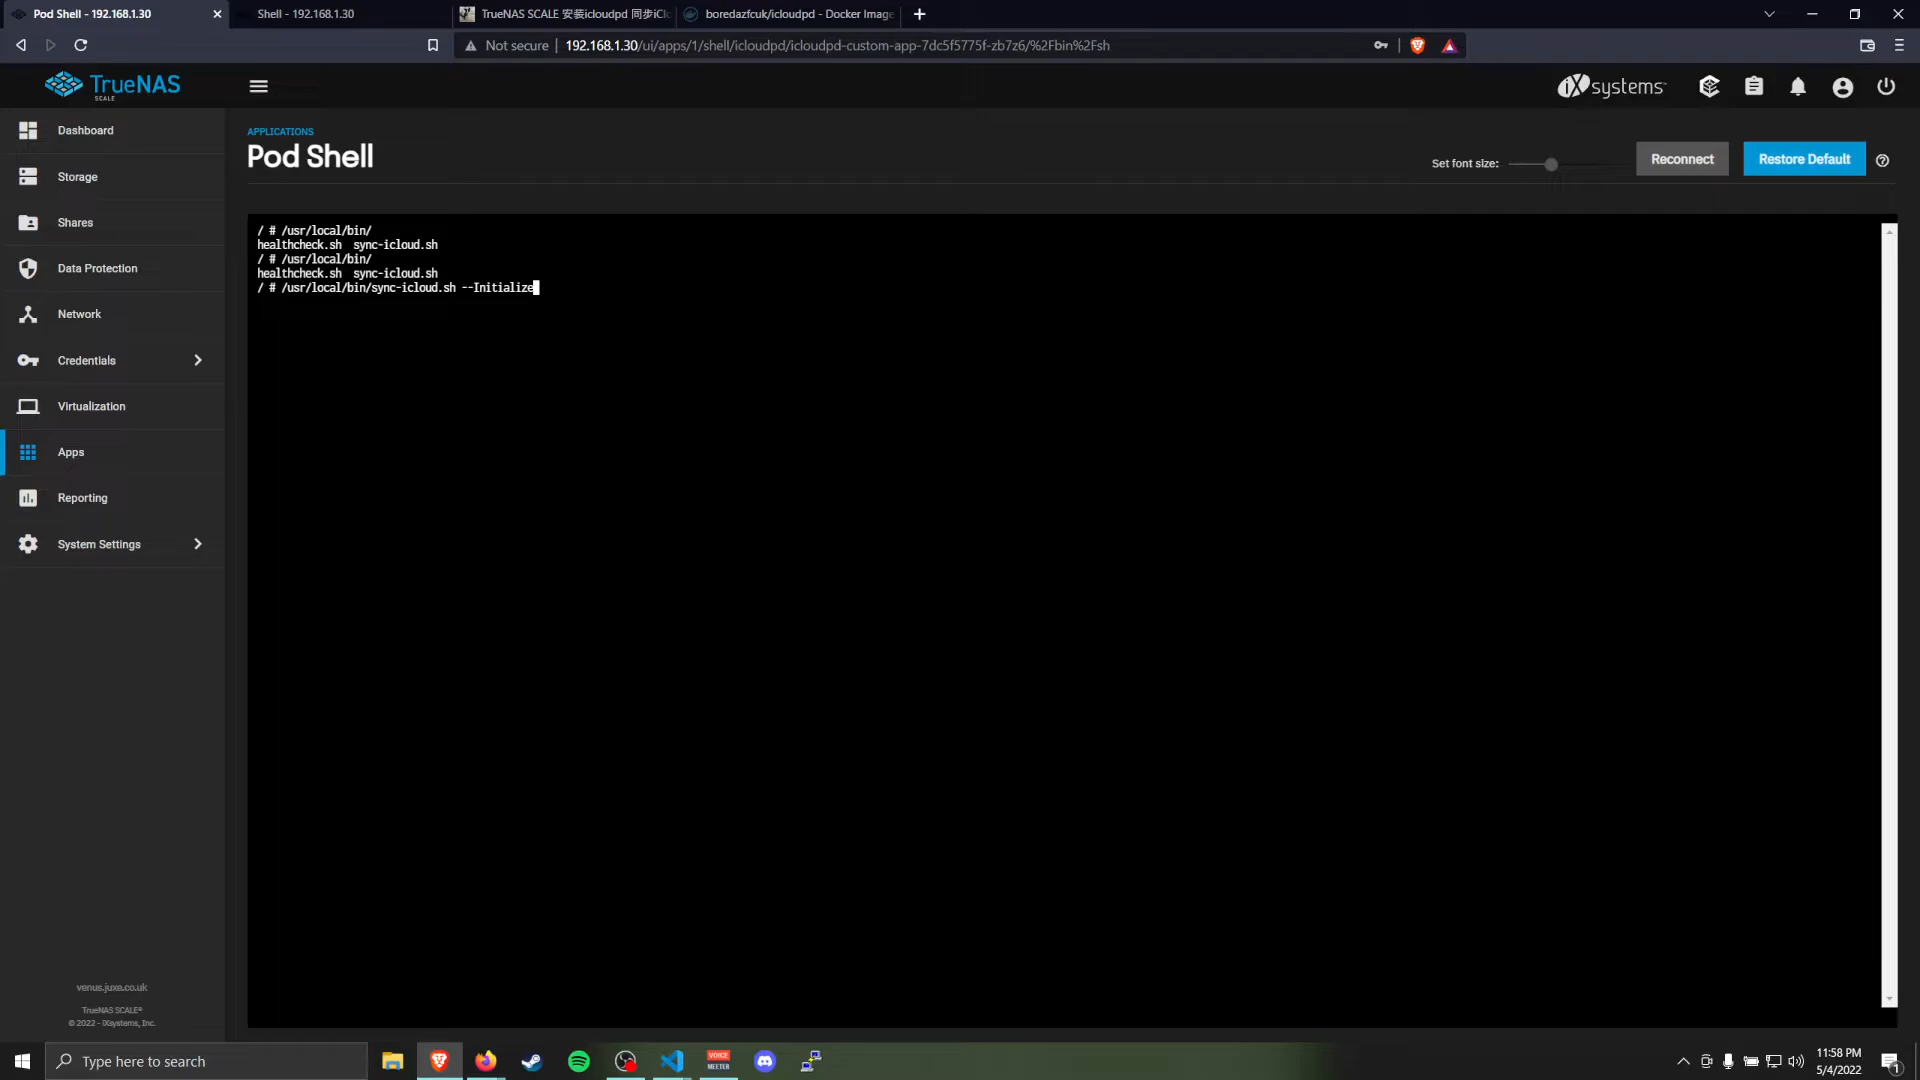 Pod Shell - 192.168.1.30
Shell - 192.168.1.30
TrueNAS SCALE 安装icloudpd 同步iClo
boredazfcuk/icloudpd - Docker Image
Not secure
192.168.1.30/ui/apps/1/shell/icloudpd/icloudpd-custom-app-7dc5f5775f-zb7z6/%2Fbin%2Fsh
TrueNAS
SCALE
iXsystems
Dashboard
Storage
Shares
Data Protection
Network
Credentials
Virtualization
Apps
Reporting
System Settings
venus.juxe.co.uk
TrueNAS SCALE®
© 2022 - iXsystems, Inc.
APPLICATIONS
Pod Shell
Set font size:
Reconnect
Restore Default
/ # /usr/local/bin/
healthcheck.sh  sync-icloud.sh
/ # /usr/local/bin/
healthcheck.sh  sync-icloud.sh
/ # /usr/local/bin/sync-icloud.sh --Initialize
Type here to search
VOICE
MEETER
11:58 PM
5/4/2022
1